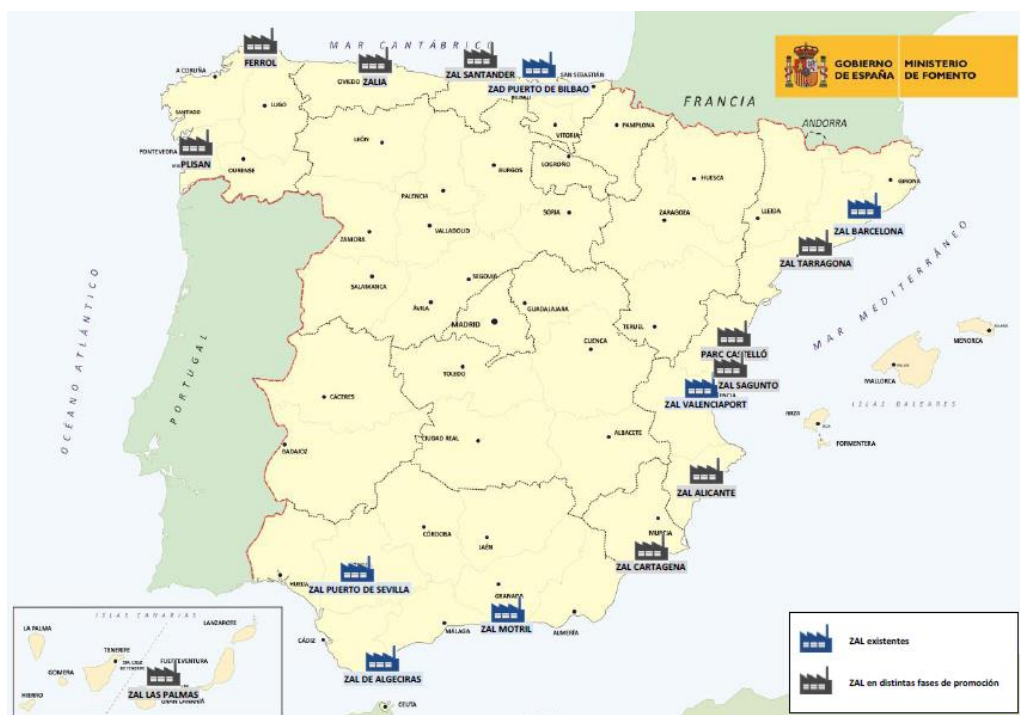 MAR CANTÁBRICO
GOBIERNO
DE ESPAÑA
MINISTERIO
DE FOMENTO
FERROL
A CORUÑA
OVIEDO
ZALIA
ZAL SANTANDER
ZAD PUERTO DE BILBAO
SAN SEBASTIÁN
FRANCIA
ANDORRA
SANTIAGO
LUGO
LEÓN
VITORIA
PAMPLONA
PONTEVEDRA
PLISAN
OURENSE
BURGOS
LOGROÑO
HUESCA
GIRONA
PALENCIA
SORIA
ZARAGOZA
LLEIDA
ZAL BARCELONA
ZAMORA
VALLADOLID
ZAL TARRAGONA
SALAMANCA
SEGOVIA
ÁVILA
GUADALAJARA
MADRID
TERUEL
CUENCA
OCÉANO ATLÁNTICO
PORTUGAL
MAR MEDITERRÁNEO
MENORCA
MALLORCA
ISLAS BALEARES
IBIZA
FORMENTERA
PARC CASTELLÓ
ZAL SAGUNTO
ZAL VALENCIAPORT
TOLEDO
CÁCERES
BADAJOZ
CIUDAD REAL
ALBACETE
ZAL ALICANTE
MURCIA
ZAL CARTAGENA
CÓRDOBA
JAÉN
ZAL PUERTO DE SEVILLA
HUELVA
GRANADA
ZAL MOTRIL
ALMERÍA
MÁLAGA
CÁDIZ
ZAL DE ALGECIRAS
CEUTA
ISLAS CANARIAS
LA PALMA
LANZAROTE
TENERIFE
FUERTEVENTURA
GOMERA
HIERRO
ZAL LAS PALMAS
ZAL existentes
ZAL en distintas fases de promoción